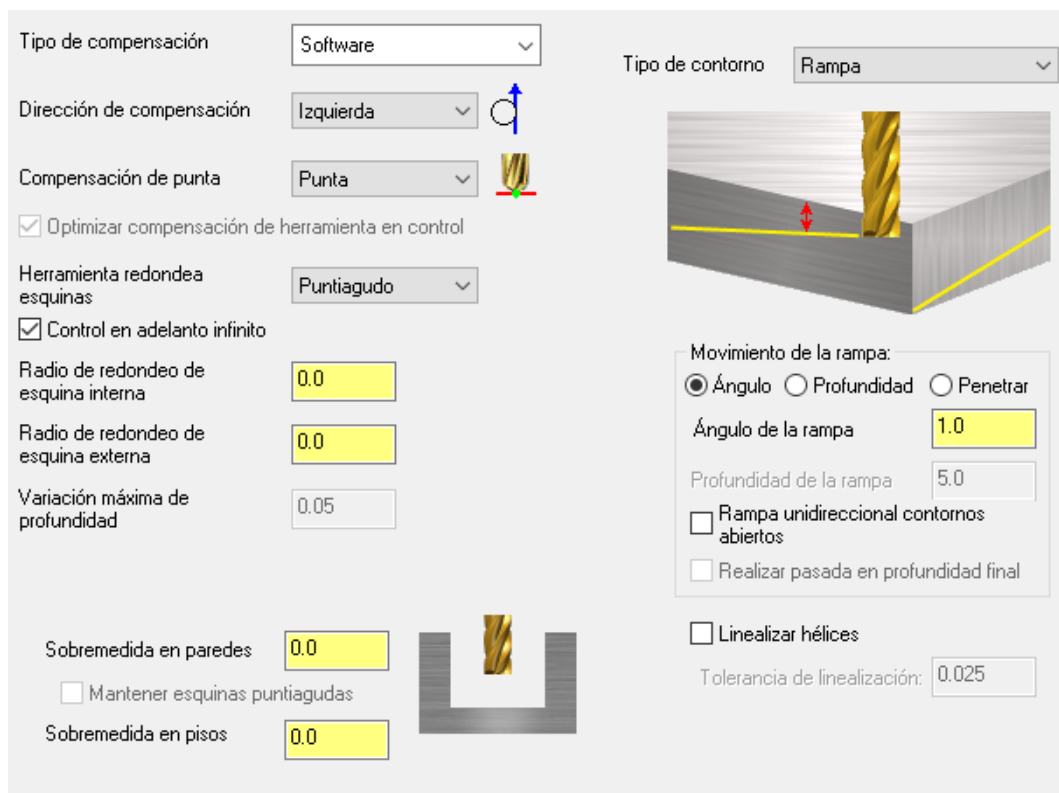 Tipo de compensación
Software
Dirección de compensación
Izquierda
Compensación de punta
Punta
Optimizar compensación de herramienta en control
Herramienta redondea
esquinas
Puntiagudo
Control en adelanto infinito
Radio de redondeo de
esquina interna
0.0
Radio de redondeo de
esquina externa
0.0
Variación máxima de
profundidad
0.05
Sobremedida en paredes
0.0
Mantener esquinas puntiagudas
Sobremedida en pisos
0.0
Tipo de contorno
Rampa
Movimiento de la rampa:
Ángulo
Profundidad
Penetrar
Ángulo de la rampa
1.0
Profundidad de la rampa
5.0
Rampa unidireccional contornos
abiertos
Realizar pasada en profundidad final
Linealizar hélices
Tolerancia de linealización:
0.025